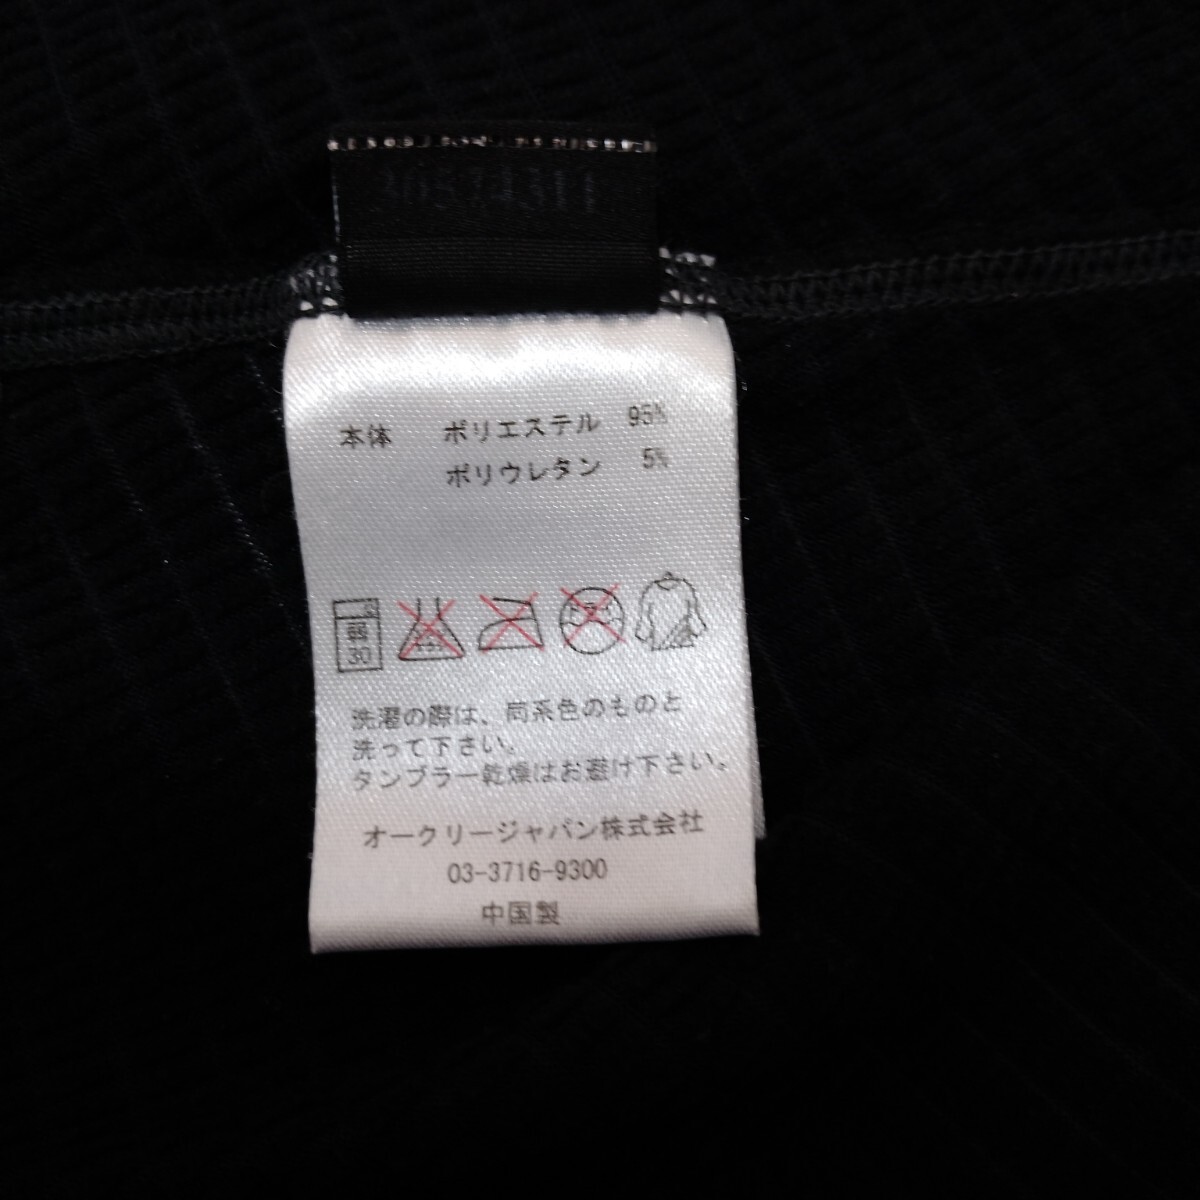 本体 ポリエステル 95%
ポリウレタン 5%
弱
30
洗濯の際は、同系色のものと
洗って下さい。
タンブラー乾燥はお避け下さい。
オークリージャパン株式会社
03-3716-9300
中国製